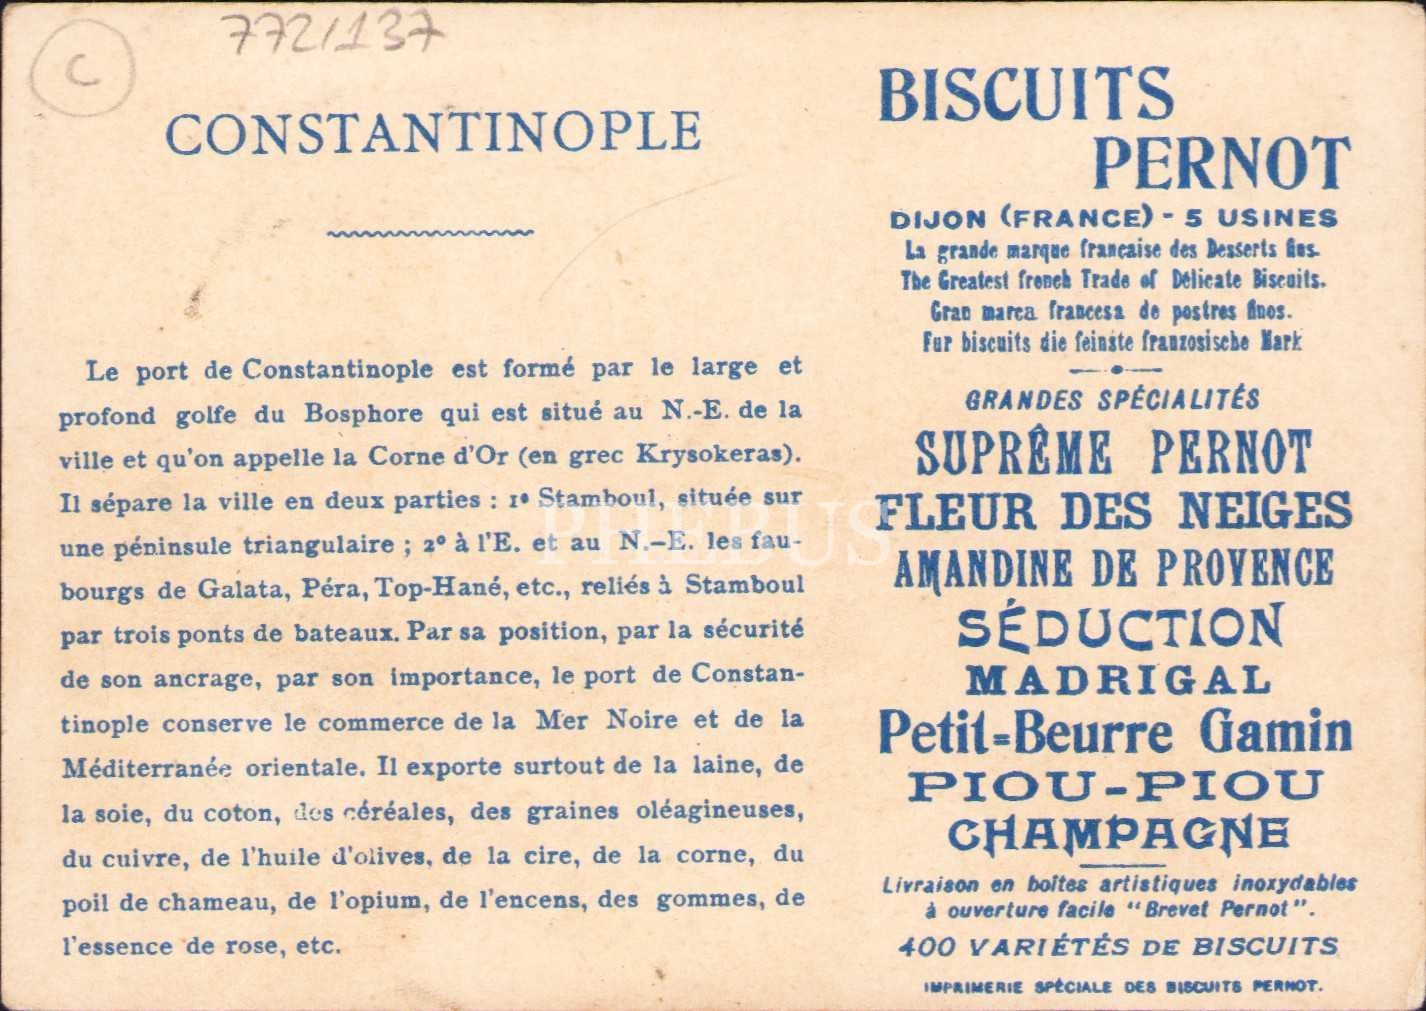 C
772/137
CONSTANTINOPLE
Le port de Constantinople est formé par le large et
profond golfe du Bosphore qui est situé au N.-E. de la
ville et qu'on appelle la Corne d'Or (en grec Krysokeras).
Il sépare la ville en deux parties : 1º Stamboul, située sur
une péninsule triangulaire ; 2º à l'E. et au N.-E. les fau-
bourgs de Galata, Péra, Top-Hané, etc., reliés à Stamboul
par trois ponts de bateaux. Par sa position, par la sécurité
de son ancrage, par son importance, le port de Constan-
tinople conserve le commerce de la Mer Noire et de la
Méditerranée orientale. Il exporte surtout de la laine, de
la soie, du coton, des céréales, des graines oléagineuses,
du cuivre, de l'huile d'olives, de la cire, de la corne, du
poil de chameau, de l'opium, de l'encens, des gommes, de
l'essence de rose, etc.
PHEBUS
BISCUITS
PERNOT
DIJON (FRANCE) - 5 USINES
La grande marque française des Desserts fins.
The Greatest french Trade of Delicate Biscuits.
Gran marca francesa de postres finos.
Fur biscuits die feinste franzosische Mark
GRANDES SPÉCIALITÉS
SUPRÊME PERNOT
FLEUR DES NEIGES
AMANDINE DE PROVENCE
SÉDUCTION
MADRIGAL
Petit=Beurre Gamin
PIOU-PIOU
CHAMPAGNE
Livraison en boîtes artistiques inoxydables
à ouverture facile "Brevet Pernot".
400 VARIÉTÉS DE BISCUITS
IMPRIMERIE SPÉCIALE DES BISCUITS PERNOT.